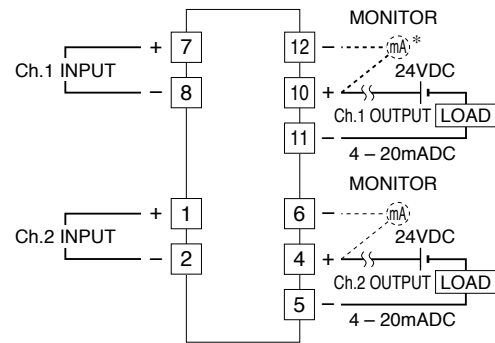 MONITOR
+ 7 12 − mA*
Ch.1 INPUT 24VDC
− 8 10 +
Ch.1 OUTPUT LOAD
11 −
4 – 20mADC
MONITOR
+ 1 6 − mA
Ch.2 INPUT 24VDC
− 2 4 +
Ch.2 OUTPUT LOAD
5 −
4 – 20mADC